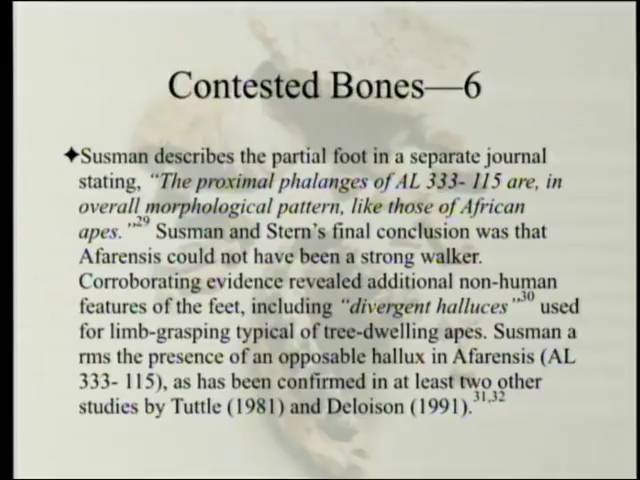 Contested Bones—6
✦Susman describes the partial foot in a separate journal
stating, “The proximal phalanges of AL 333- 115 are, in
overall morphological pattern, like those of African
apes.”29 Susman and Stern’s final conclusion was that
Afarensis could not have been a strong walker.
Corroborating evidence revealed additional non-human
features of the feet, including “divergent halluces”30 used
for limb-grasping typical of tree-dwelling apes. Susman a
rms the presence of an opposable hallux in Afarensis (AL
333- 115), as has been confirmed in at least two other
studies by Tuttle (1981) and Deloison (1991).31,32